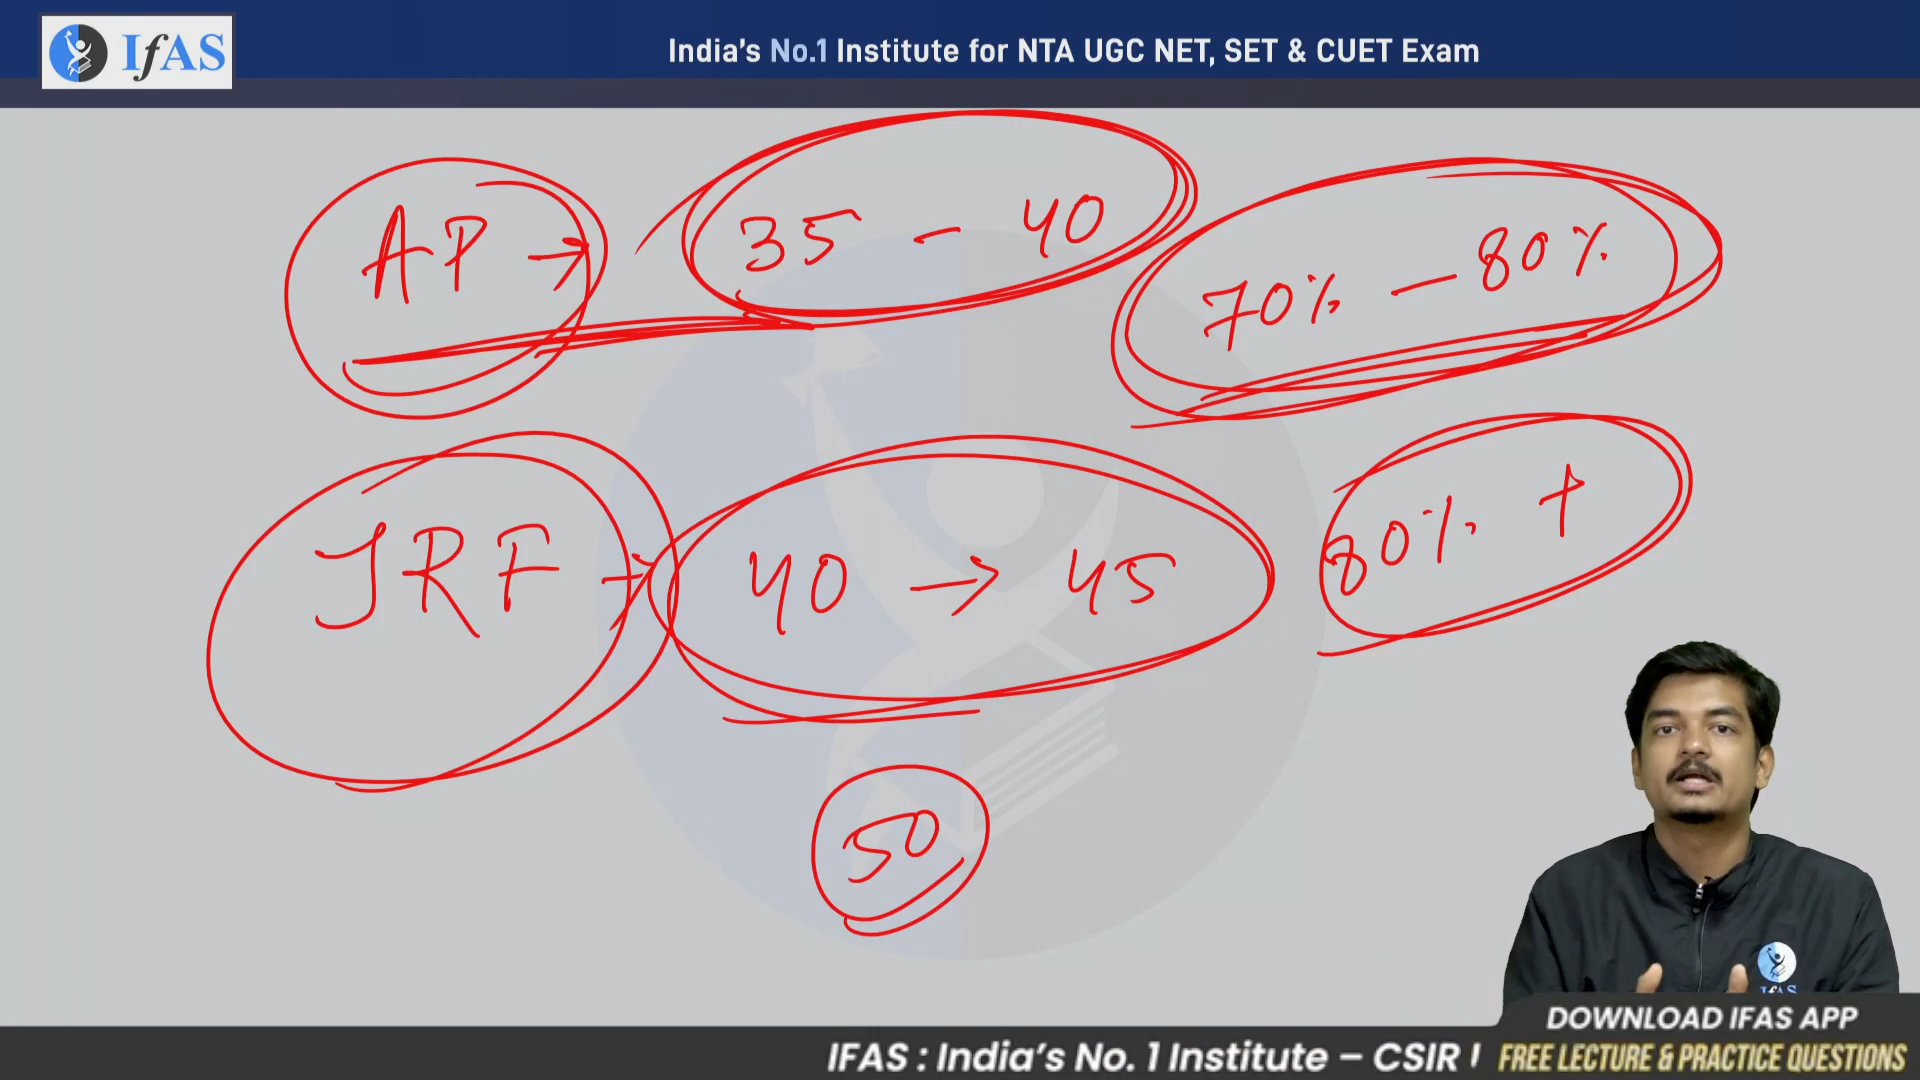 IfAS
India's No.1 Institute for NTA UGC NET, SET & CUET Exam
AP → 35 - 40 70% - 80%
JRF → 40 → 45 80% +
50
IfAS
DOWNLOAD IFAS APP
IFAS : India's No. 1 Institute – CSIR
FREE LECTURE & PRACTICE QUESTIONS